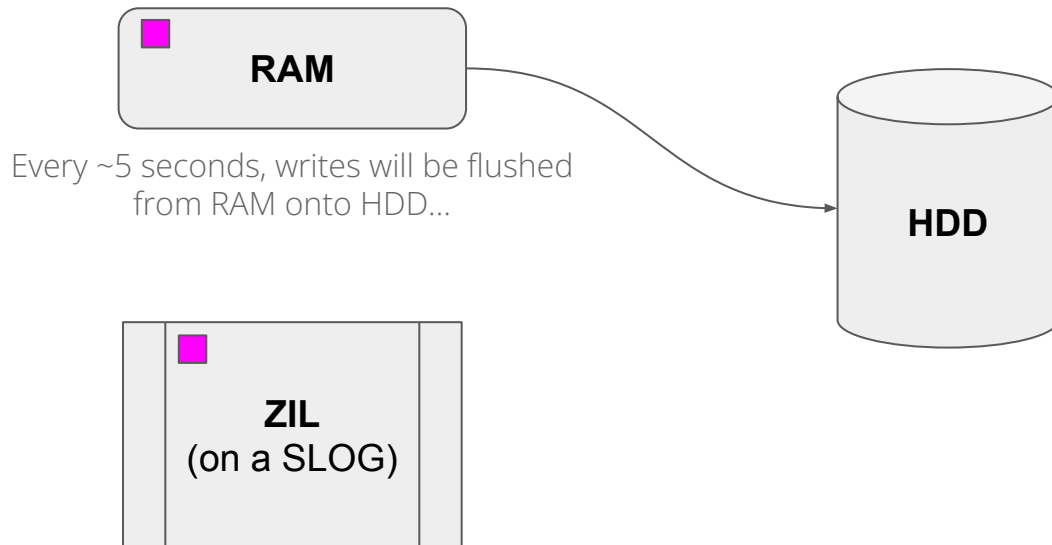 RAM
Every ~5 seconds, writes will be flushed
from RAM onto HDD...
HDD
ZIL
(on a SLOG)